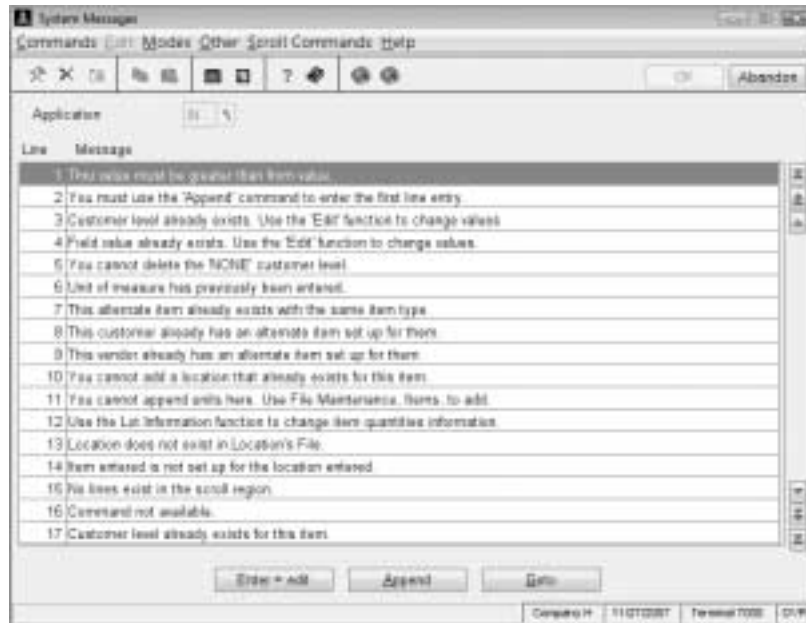 System Messages
Commands Edit Modes Other Scroll Commands Help
OK Abandon
Application
Line Message
1 This value must be greater than from value.
2 You must use the 'Append' command to enter the first line entry.
3 Customer level already exists. Use the 'Edit' function to change values.
4 Field value already exists. Use the 'Edit' function to change values.
5 You cannot delete the 'NONE' customer level.
6 Unit of measure has previously been entered.
7 This alternate item already exists with the same item type.
8 This customer already has an alternate item set up for them.
9 This vendor already has an alternate item set up for them.
10 You cannot add a location that already exists for this item.
11 You cannot append units here. Use File Maintenance, Items, to add.
12 Use the Lot Information function to change item quantities information.
13 Location does not exist in Location's File.
14 Item entered is not set up for the location entered.
15 No lines exist in the scroll region.
16 Command not available.
17 Customer level already exists for this item.
Enter = edit Append Goto
Company H 11/07/2007 Terminal T000 OVR